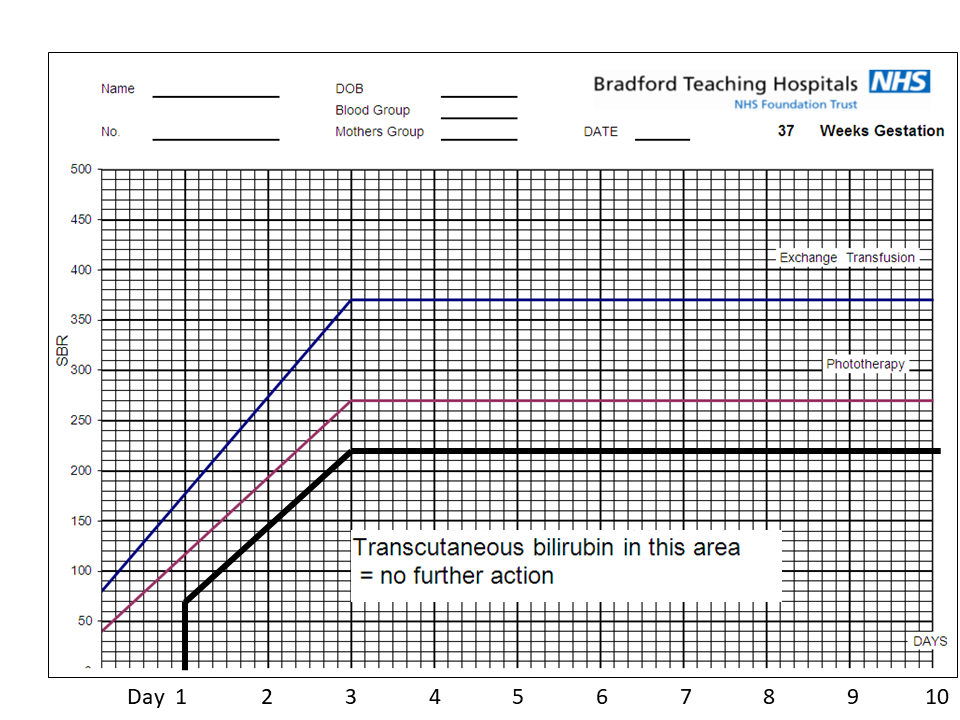 Name DOB Bradford Teaching Hospitals NHS
NHS Foundation Trust
Blood Group
No. Mothers Group DATE 37 Weeks Gestation
500
450
Exchange Transfusion
400
350
SBR
Phototherapy
300
250
200
150
Transcutaneous bilirubin in this area
= no further action
100
50
DAYS
Day 1 2 3 4 5 6 7 8 9 10